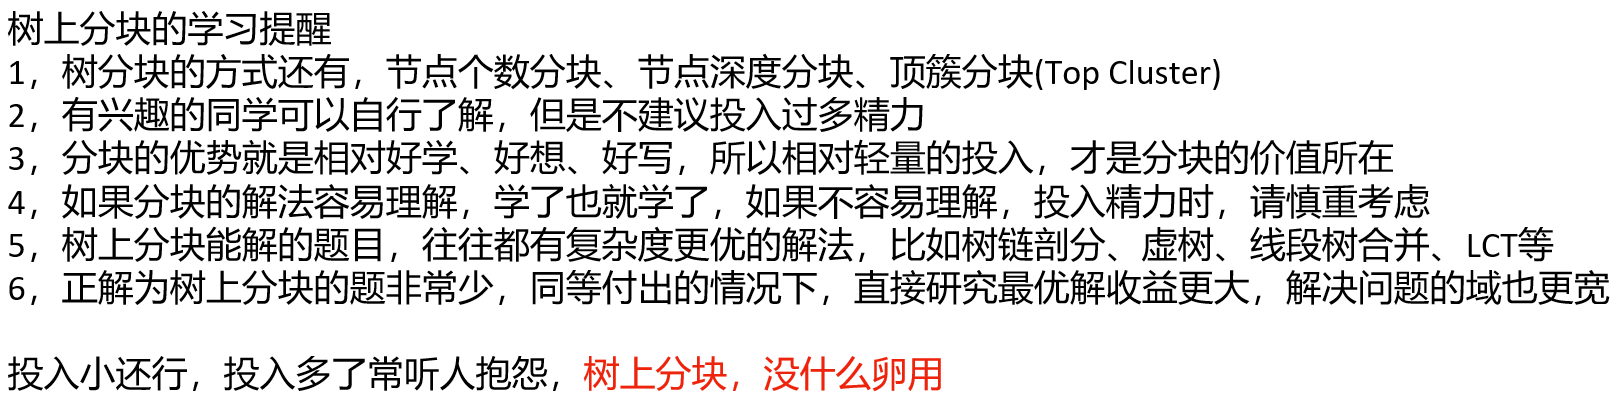 树上分块的学习提醒
1，树分块的方式还有，节点个数分块、节点深度分块、顶簇分块(Top Cluster)
2，有兴趣的同学可以自行了解，但是不建议投入过多精力
3，分块的优势就是相对好学、好想、好写，所以相对轻量的投入，才是分块的价值所在
4，如果分块的解法容易理解，学了也就学了，如果不容易理解，投入精力时，请慎重考虑
5，树上分块能解的题目，往往都有复杂度更优的解法，比如树链剖分、虚树、线段树合并、LCT等
6，正解为树上分块的题非常少，同等付出的情况下，直接研究最优解收益更大，解决问题的域也更宽
投入小还行，投入多了常听人抱怨，树上分块，没什么卵用